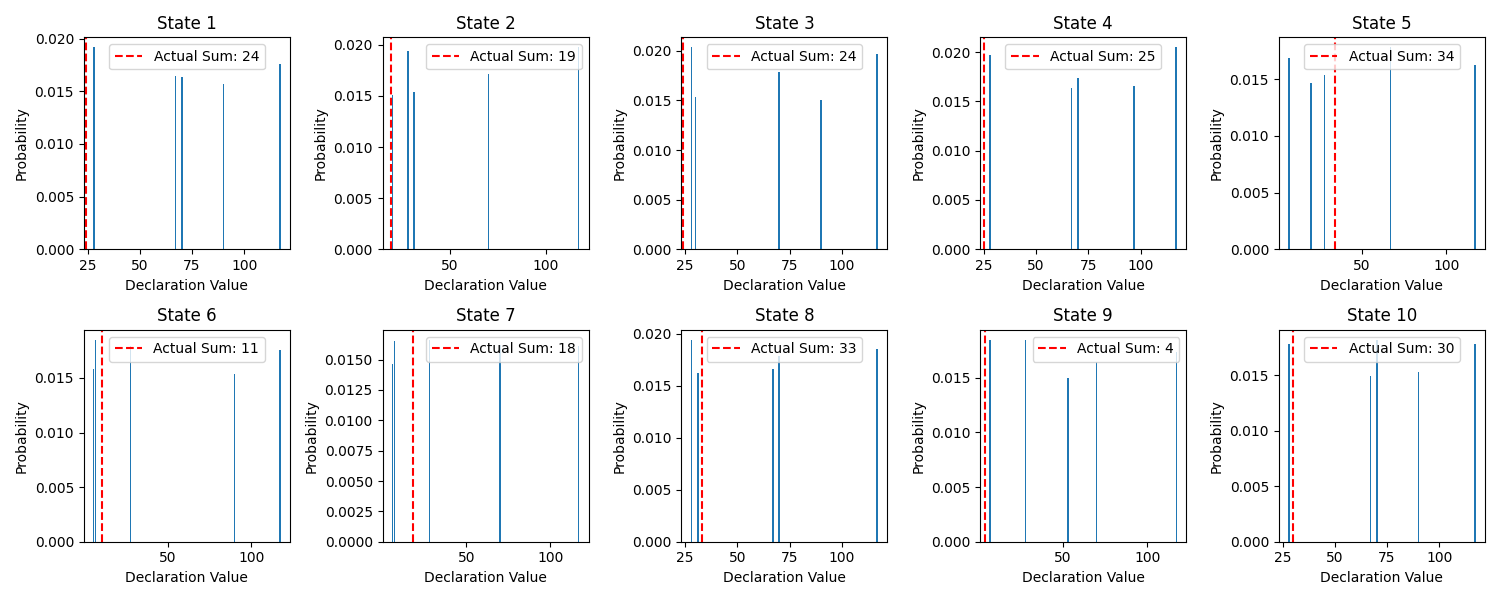 State 1
Actual Sum: 24
0.020
0.015
0.010
0.005
0.000
Probability
25 50 75 100
Declaration Value
State 2
Actual Sum: 19
0.020
0.015
0.010
0.005
0.000
Probability
50 100
Declaration Value
State 3
Actual Sum: 24
0.020
0.015
0.010
0.005
0.000
Probability
25 50 75 100
Declaration Value
State 4
Actual Sum: 25
0.020
0.015
0.010
0.005
0.000
Probability
25 50 75 100
Declaration Value
State 5
Actual Sum: 34
0.015
0.010
0.005
0.000
Probability
50 100
Declaration Value
State 6
Actual Sum: 11
0.015
0.010
0.005
0.000
Probability
50 100
Declaration Value
State 7
Actual Sum: 18
0.0150
0.0125
0.0100
0.0075
0.0050
0.0025
0.0000
Probability
50 100
Declaration Value
State 8
Actual Sum: 33
0.020
0.015
0.010
0.005
0.000
Probability
25 50 75 100
Declaration Value
State 9
Actual Sum: 4
0.015
0.010
0.005
0.000
Probability
50 100
Declaration Value
State 10
Actual Sum: 30
0.015
0.010
0.005
0.000
Probability
25 50 75 100
Declaration Value